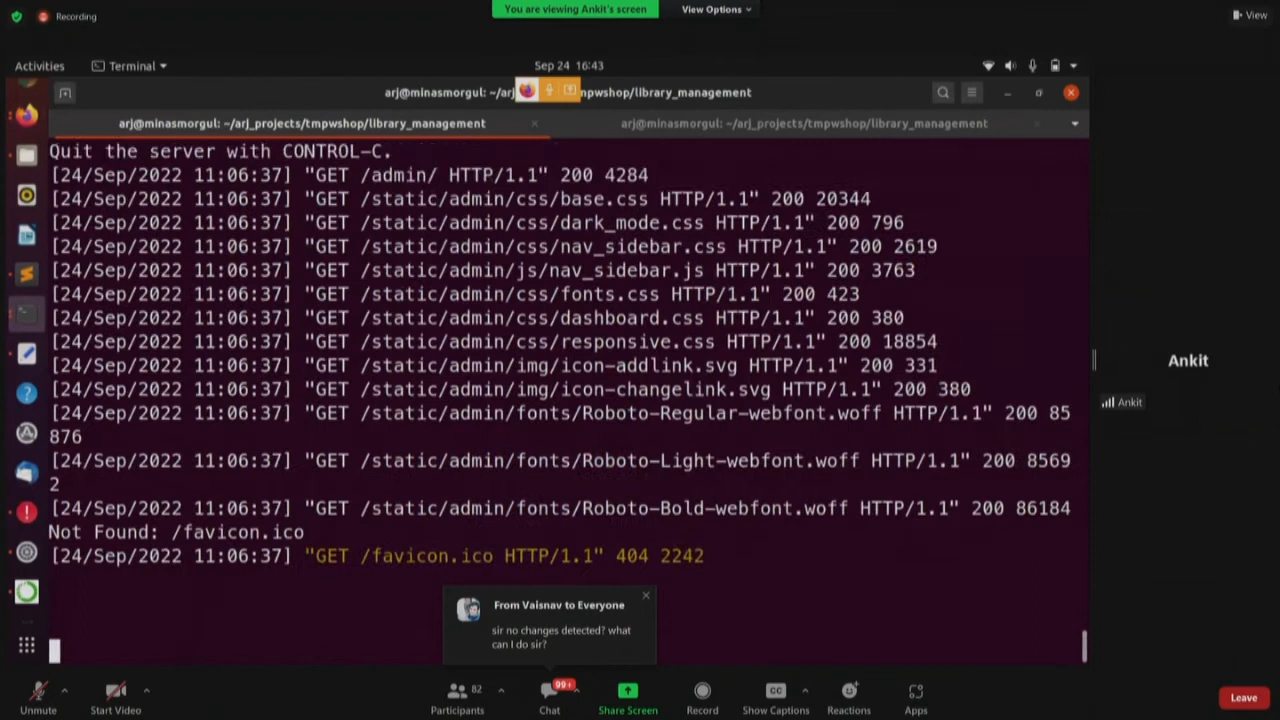 Recording
You are viewing Ankit's screen
View Options
View
Activities
Terminal
Sep 24 16:43
arj@minasmorgul: ~/arj
mpwshop/library_management
arj@minasmorgul: ~/arj_projects/tmpwshop/library_management
arj@minasmorgul: ~/arj_projects/tmpwshop/library_management
Quit the server with CONTROL-C.
[24/Sep/2022 11:06:37] "GET /admin/ HTTP/1.1" 200 4284
[24/Sep/2022 11:06:37] "GET /static/admin/css/base.css HTTP/1.1" 200 20344
[24/Sep/2022 11:06:37] "GET /static/admin/css/dark_mode.css HTTP/1.1" 200 796
[24/Sep/2022 11:06:37] "GET /static/admin/css/nav_sidebar.css HTTP/1.1" 200 2619
[24/Sep/2022 11:06:37] "GET /static/admin/js/nav_sidebar.js HTTP/1.1" 200 3763
[24/Sep/2022 11:06:37] "GET /static/admin/css/fonts.css HTTP/1.1" 200 423
[24/Sep/2022 11:06:37] "GET /static/admin/css/dashboard.css HTTP/1.1" 200 380
[24/Sep/2022 11:06:37] "GET /static/admin/css/responsive.css HTTP/1.1" 200 18854
[24/Sep/2022 11:06:37] "GET /static/admin/img/icon-addlink.svg HTTP/1.1" 200 331
[24/Sep/2022 11:06:37] "GET /static/admin/img/icon-changelink.svg HTTP/1.1" 200 380
[24/Sep/2022 11:06:37] "GET /static/admin/fonts/Roboto-Regular-webfont.woff HTTP/1.1" 200 85
876
[24/Sep/2022 11:06:37] "GET /static/admin/fonts/Roboto-Light-webfont.woff HTTP/1.1" 200 8569
2
[24/Sep/2022 11:06:37] "GET /static/admin/fonts/Roboto-Bold-webfont.woff HTTP/1.1" 200 86184
Not Found: /favicon.ico
[24/Sep/2022 11:06:37] "GET /favicon.ico HTTP/1.1" 404 2242
Ankit
Ankit
From Vaisnav to Everyone
sir no changes detected? what
can I do sir?
Unmute
Start Video
82
Participants
99+
Chat
Share Screen
Record
CC
Show Captions
Reactions
Apps
Leave